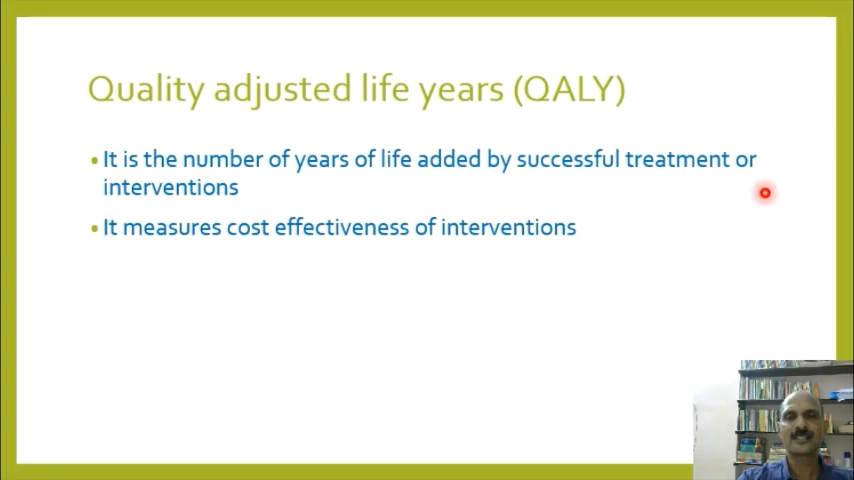 Quality adjusted life years (QALY)
• It is the number of years of life added by successful treatment or
interventions
• It measures cost effectiveness of interventions